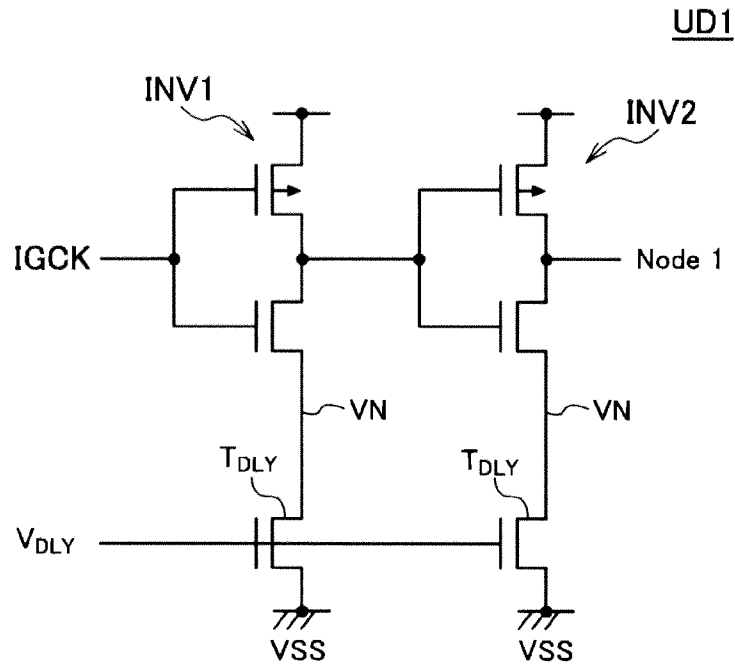 UD1
INV1
INV2
IGCK
Node 1
VN
VN
TDLY
TDLY
VDLY
VSS
VSS